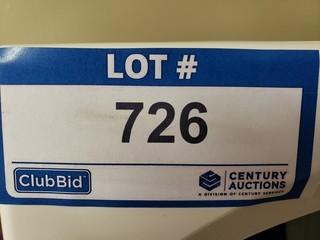 LOT #
726
ClubBid
CENTURY
AUCTIONS
A DIVISION OF CENTURY SERVICES